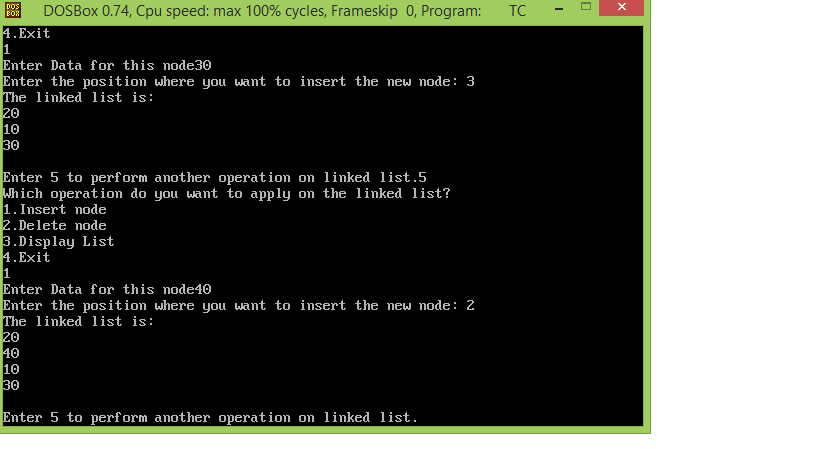 DOS
BOX
DOSBox 0.74, Cpu speed: max 100% cycles, Frameskip  0, Program:       TC
4.Exit
1
Enter Data for this node30
Enter the position where you want to insert the new node: 3
The linked list is:
20
10
30
Enter 5 to perform another operation on linked list.5
Which operation do you want to apply on the linked list?
1.Insert node
2.Delete node
3.Display List
4.Exit
1
Enter Data for this node40
Enter the position where you want to insert the new node: 2
The linked list is:
20
40
10
30
Enter 5 to perform another operation on linked list.